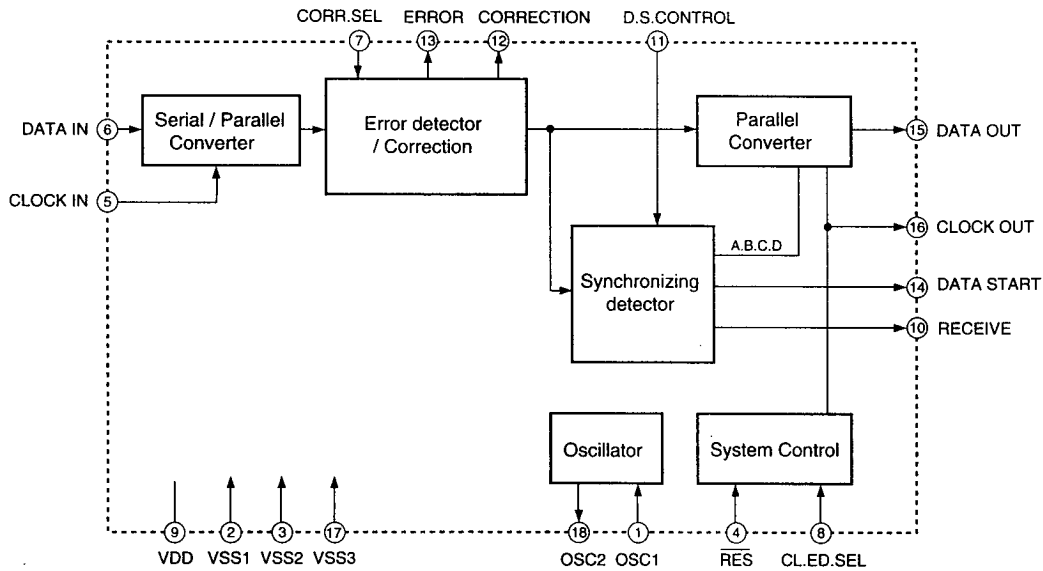 CORR.SEL ERROR CORRECTION D.S.CONTROL
7 13 12 11
DATA IN 6
Serial / Parallel
Converter
Error detector
/ Correction
Parallel
Converter
15 DATA OUT
CLOCK IN 5
16 CLOCK OUT
A.B.C.D
Synchronizing
detector
14 DATA START
10 RECEIVE
Oscillator
System Control
9 2 3 17 18 1 4 8
VDD VSS1 VSS2 VSS3 OSC2 OSC1 RES CL.ED.SEL